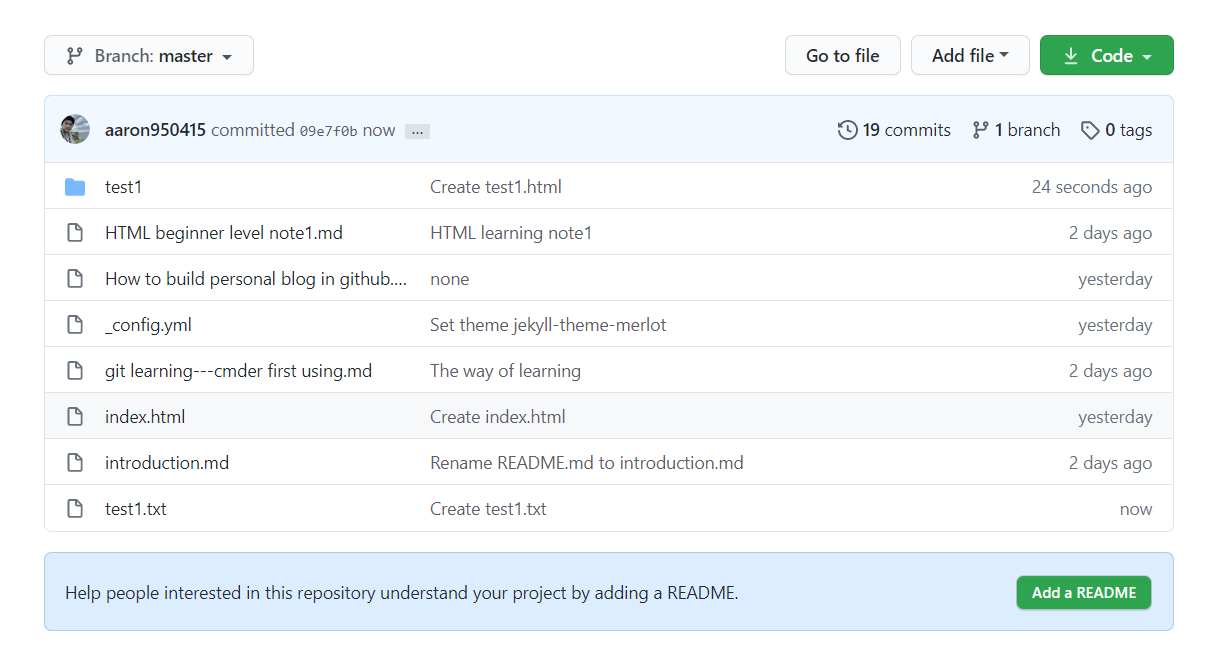 Branch: master Go to file Add file Code
aaron950415 committed 09e7f0b now ... 19 commits 1 branch 0 tags
test1 Create test1.html 24 seconds ago
HTML beginner level note1.md HTML learning note1 2 days ago
How to build personal blog in github.... none yesterday
_config.yml Set theme jekyll-theme-merlot yesterday
git learning---cmder first using.md The way of learning 2 days ago
index.html Create index.html yesterday
introduction.md Rename README.md to introduction.md 2 days ago
test1.txt Create test1.txt now
Help people interested in this repository understand your project by adding a README. Add a README